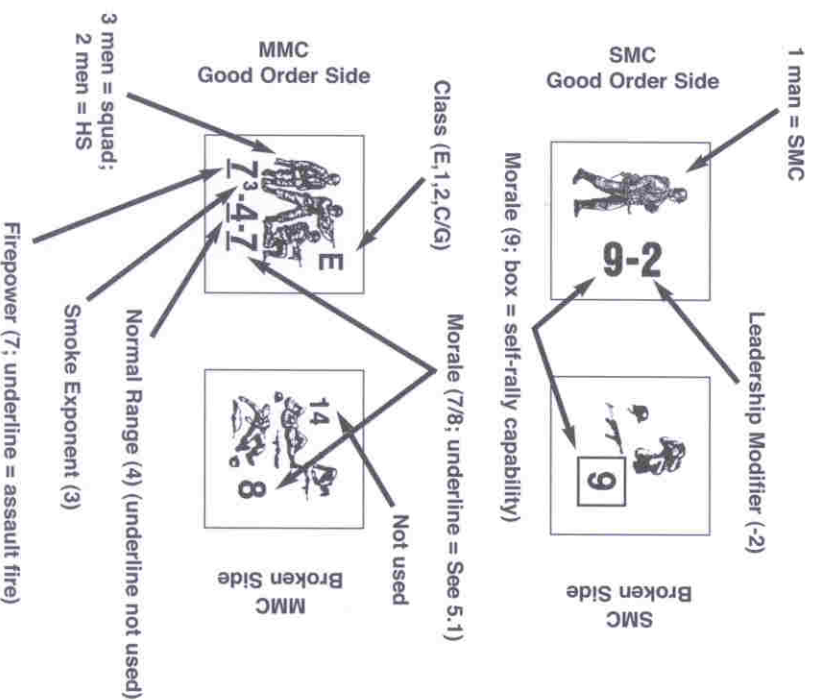 1 man = SMC
SMC
Good Order Side
9-2
Leadership Modifier (-2)
Morale (9; box = self-rally capability)
9
SMC
Broken Side
MMC
Good Order Side
Class (E,1,2,C/G)
3 men = squad;
2 men = HS
E
7³-4-7
Morale (7/8; underline = See 5.1)
14
8
Not used
MMC
Broken Side
Normal Range (4) (underline not used)
Smoke Exponent (3)
Firepower (7; underline = assault fire)